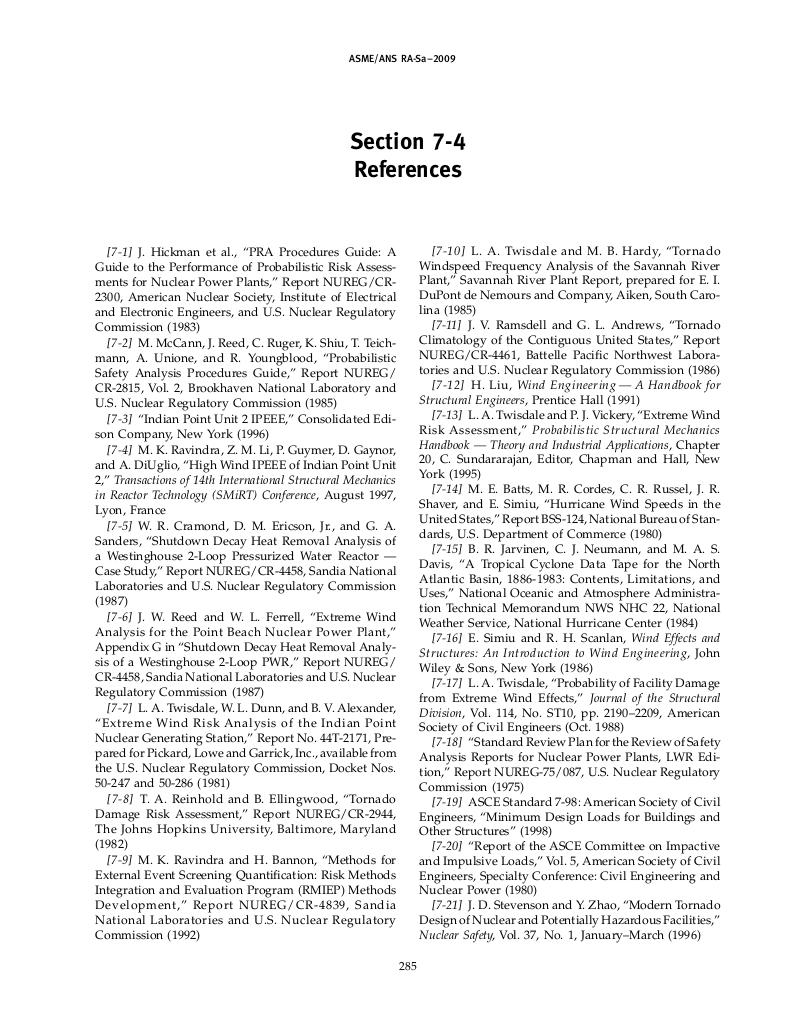 ASME/ANS RA-Sa–2009
Section 7-4
References
[7-1] J. Hickman et al., “PRA Procedures Guide: A
Guide to the Performance of Probabilistic Risk Assess-
ments for Nuclear Power Plants,” Report NUREG/CR-
2300, American Nuclear Society, Institute of Electrical
and Electronic Engineers, and U.S. Nuclear Regulatory
Commission (1983)
[7-2] M. McCann, J. Reed, C. Ruger, K. Shiu, T. Teich-
mann, A. Unione, and R. Youngblood, “Probabilistic
Safety Analysis Procedures Guide,” Report NUREG/
CR-2815, Vol. 2, Brookhaven National Laboratory and
U.S. Nuclear Regulatory Commission (1985)
[7-3] “Indian Point Unit 2 IPEEE,” Consolidated Edi-
son Company, New York (1996)
[7-4] M. K. Ravindra, Z. M. Li, P. Guymer, D. Gaynor,
and A. DiUglio, “High Wind IPEEE of Indian Point Unit
2,” Transactions of 14th International Structural Mechanics
in Reactor Technology (SMiRT) Conference, August 1997,
Lyon, France
[7-5] W. R. Cramond, D. M. Ericson, Jr., and G. A.
Sanders, “Shutdown Decay Heat Removal Analysis of
a Westinghouse 2-Loop Pressurized Water Reactor —
Case Study,” Report NUREG/CR-4458, Sandia National
Laboratories and U.S. Nuclear Regulatory Commission
(1987)
[7-6] J. W. Reed and W. L. Ferrell, “Extreme Wind
Analysis for the Point Beach Nuclear Power Plant,”
Appendix G in “Shutdown Decay Heat Removal Analy-
sis of a Westinghouse 2-Loop PWR,” Report NUREG/
CR-4458, Sandia National Laboratories and U.S. Nuclear
Regulatory Commission (1987)
[7-7] L. A. Twisdale, W. L. Dunn, and B. V. Alexander,
“Extreme Wind Risk Analysis of the Indian Point
Nuclear Generating Station,” Report No. 44T-2171, Pre-
pared for Pickard, Lowe and Garrick, Inc., available from
the U.S. Nuclear Regulatory Commission, Docket Nos.
50-247 and 50-286 (1981)
[7-8] T. A. Reinhold and B. Ellingwood, “Tornado
Damage Risk Assessment,” Report NUREG/CR-2944,
The Johns Hopkins University, Baltimore, Maryland
(1982)
[7-9] M. K. Ravindra and H. Bannon, “Methods for
External Event Screening Quantification: Risk Methods
Integration and Evaluation Program (RMIEP) Methods
Development,” Report NUREG/CR-4839, Sandia
National Laboratories and U.S. Nuclear Regulatory
Commission (1992)
[7-10] L. A. Twisdale and M. B. Hardy, “Tornado
Windspeed Frequency Analysis of the Savannah River
Plant,” Savannah River Plant Report, prepared for E. I.
DuPont de Nemours and Company, Aiken, South Caro-
lina (1985)
[7-11] J. V. Ramsdell and G. L. Andrews, “Tornado
Climatology of the Contiguous United States,” Report
NUREG/CR-4461, Battelle Pacific Northwest Labora-
tories and U.S. Nuclear Regulatory Commission (1986)
[7-12] H. Liu, Wind Engineering — A Handbook for
Structural Engineers, Prentice Hall (1991)
[7-13] L. A. Twisdale and P. J. Vickery, “Extreme Wind
Risk Assessment,” Probabilistic Structural Mechanics
Handbook — Theory and Industrial Applications, Chapter
20, C. Sundararajan, Editor, Chapman and Hall, New
York (1995)
[7-14] M. E. Batts, M. R. Cordes, C. R. Russel, J. R.
Shaver, and E. Simiu, “Hurricane Wind Speeds in the
United States,” Report BSS-124, National Bureau of Stan-
dards, U.S. Department of Commerce (1980)
[7-15] B. R. Jarvinen, C. J. Neumann, and M. A. S.
Davis, “A Tropical Cyclone Data Tape for the North
Atlantic Basin, 1886-1983: Contents, Limitations, and
Uses,” National Oceanic and Atmosphere Administra-
tion Technical Memorandum NWS NHC 22, National
Weather Service, National Hurricane Center (1984)
[7-16] E. Simiu and R. H. Scanlan, Wind Effects and
Structures: An Introduction to Wind Engineering, John
Wiley & Sons, New York (1986)
[7-17] L. A. Twisdale, “Probability of Facility Damage
from Extreme Wind Effects,” Journal of the Structural
Division, Vol. 114, No. ST10, pp. 2190–2209, American
Society of Civil Engineers (Oct. 1988)
[7-18] “Standard Review Plan for the Review of Safety
Analysis Reports for Nuclear Power Plants, LWR Edi-
tion,” Report NUREG-75/087, U.S. Nuclear Regulatory
Commission (1975)
[7-19] ASCE Standard 7-98: American Society of Civil
Engineers, “Minimum Design Loads for Buildings and
Other Structures” (1998)
[7-20] “Report of the ASCE Committee on Impactive
and Impulsive Loads,” Vol. 5, American Society of Civil
Engineers, Specialty Conference: Civil Engineering and
Nuclear Power (1980)
[7-21] J. D. Stevenson and Y. Zhao, “Modern Tornado
Design of Nuclear and Potentially Hazardous Facilities,”
Nuclear Safety, Vol. 37, No. 1, January–March (1996)
285